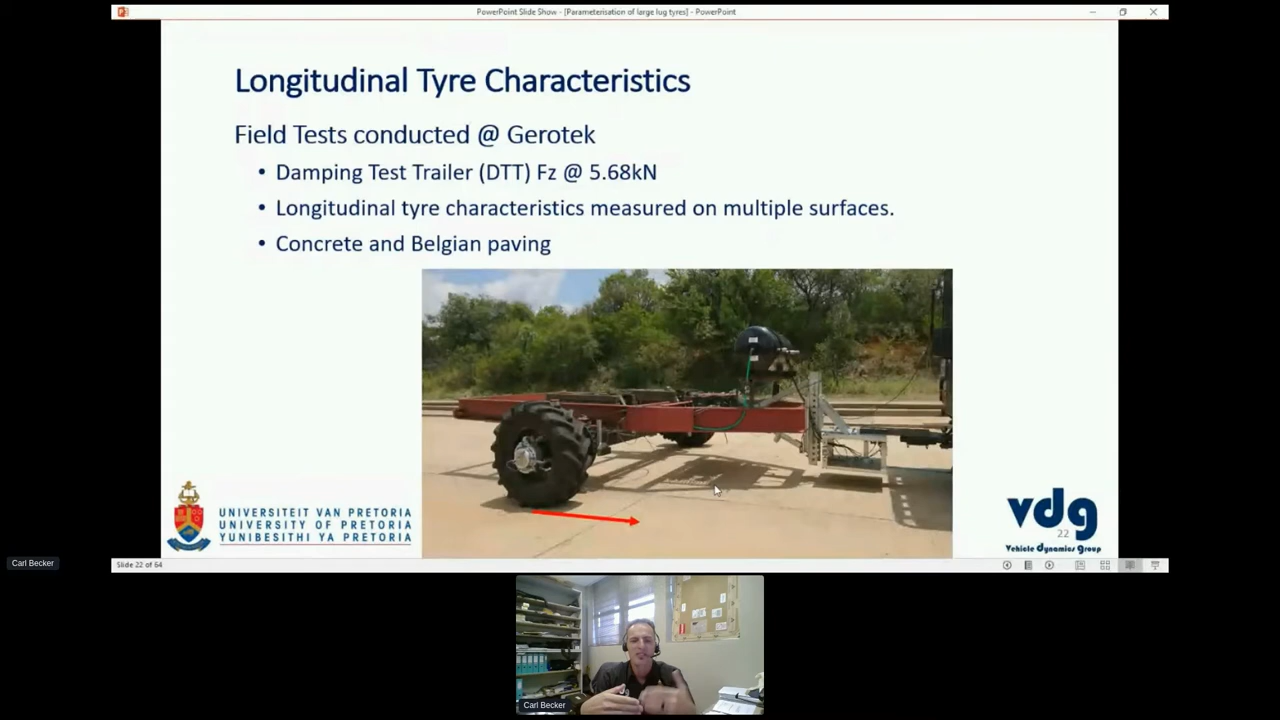 PowerPoint Slide Show - [Parameterisation of large lug tyres] - PowerPoint
Longitudinal Tyre Characteristics
Field Tests conducted @ Gerotek
• Damping Test Trailer (DTT) Fz @ 5.68kN
• Longitudinal tyre characteristics measured on multiple surfaces.
• Concrete and Belgian paving
UNIVERSITEIT VAN PRETORIA
UNIVERSITY OF PRETORIA
YUNIBESITHI YA PRETORIA
vdg
22
Vehicle Dynamics Group
Carl Becker
Slide 22 of 64
Carl Becker